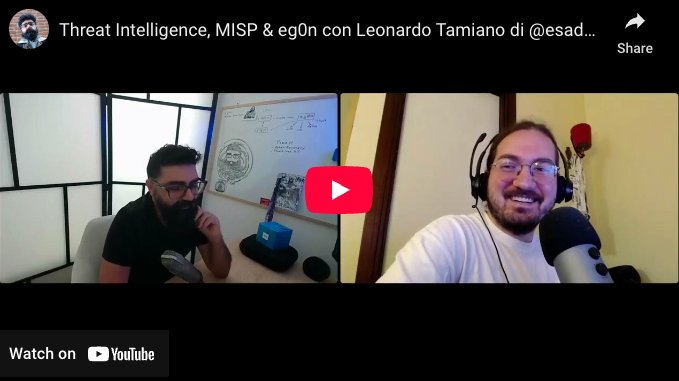 Threat Intelligence, MISP & eg0n con Leonardo Tamiano di @esad…
Share
Watch on YouTube